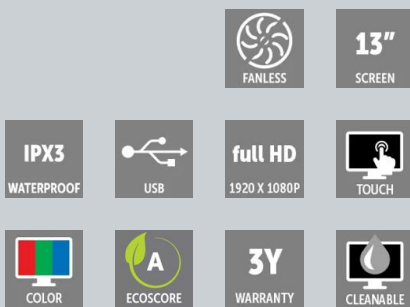 FANLESS
13"
SCREEN
IPX3
WATERPROOF
USB
full HD
1920 X 1080P
TOUCH
COLOR
A
ECOSCORE
3Y
WARRANTY
CLEANABLE